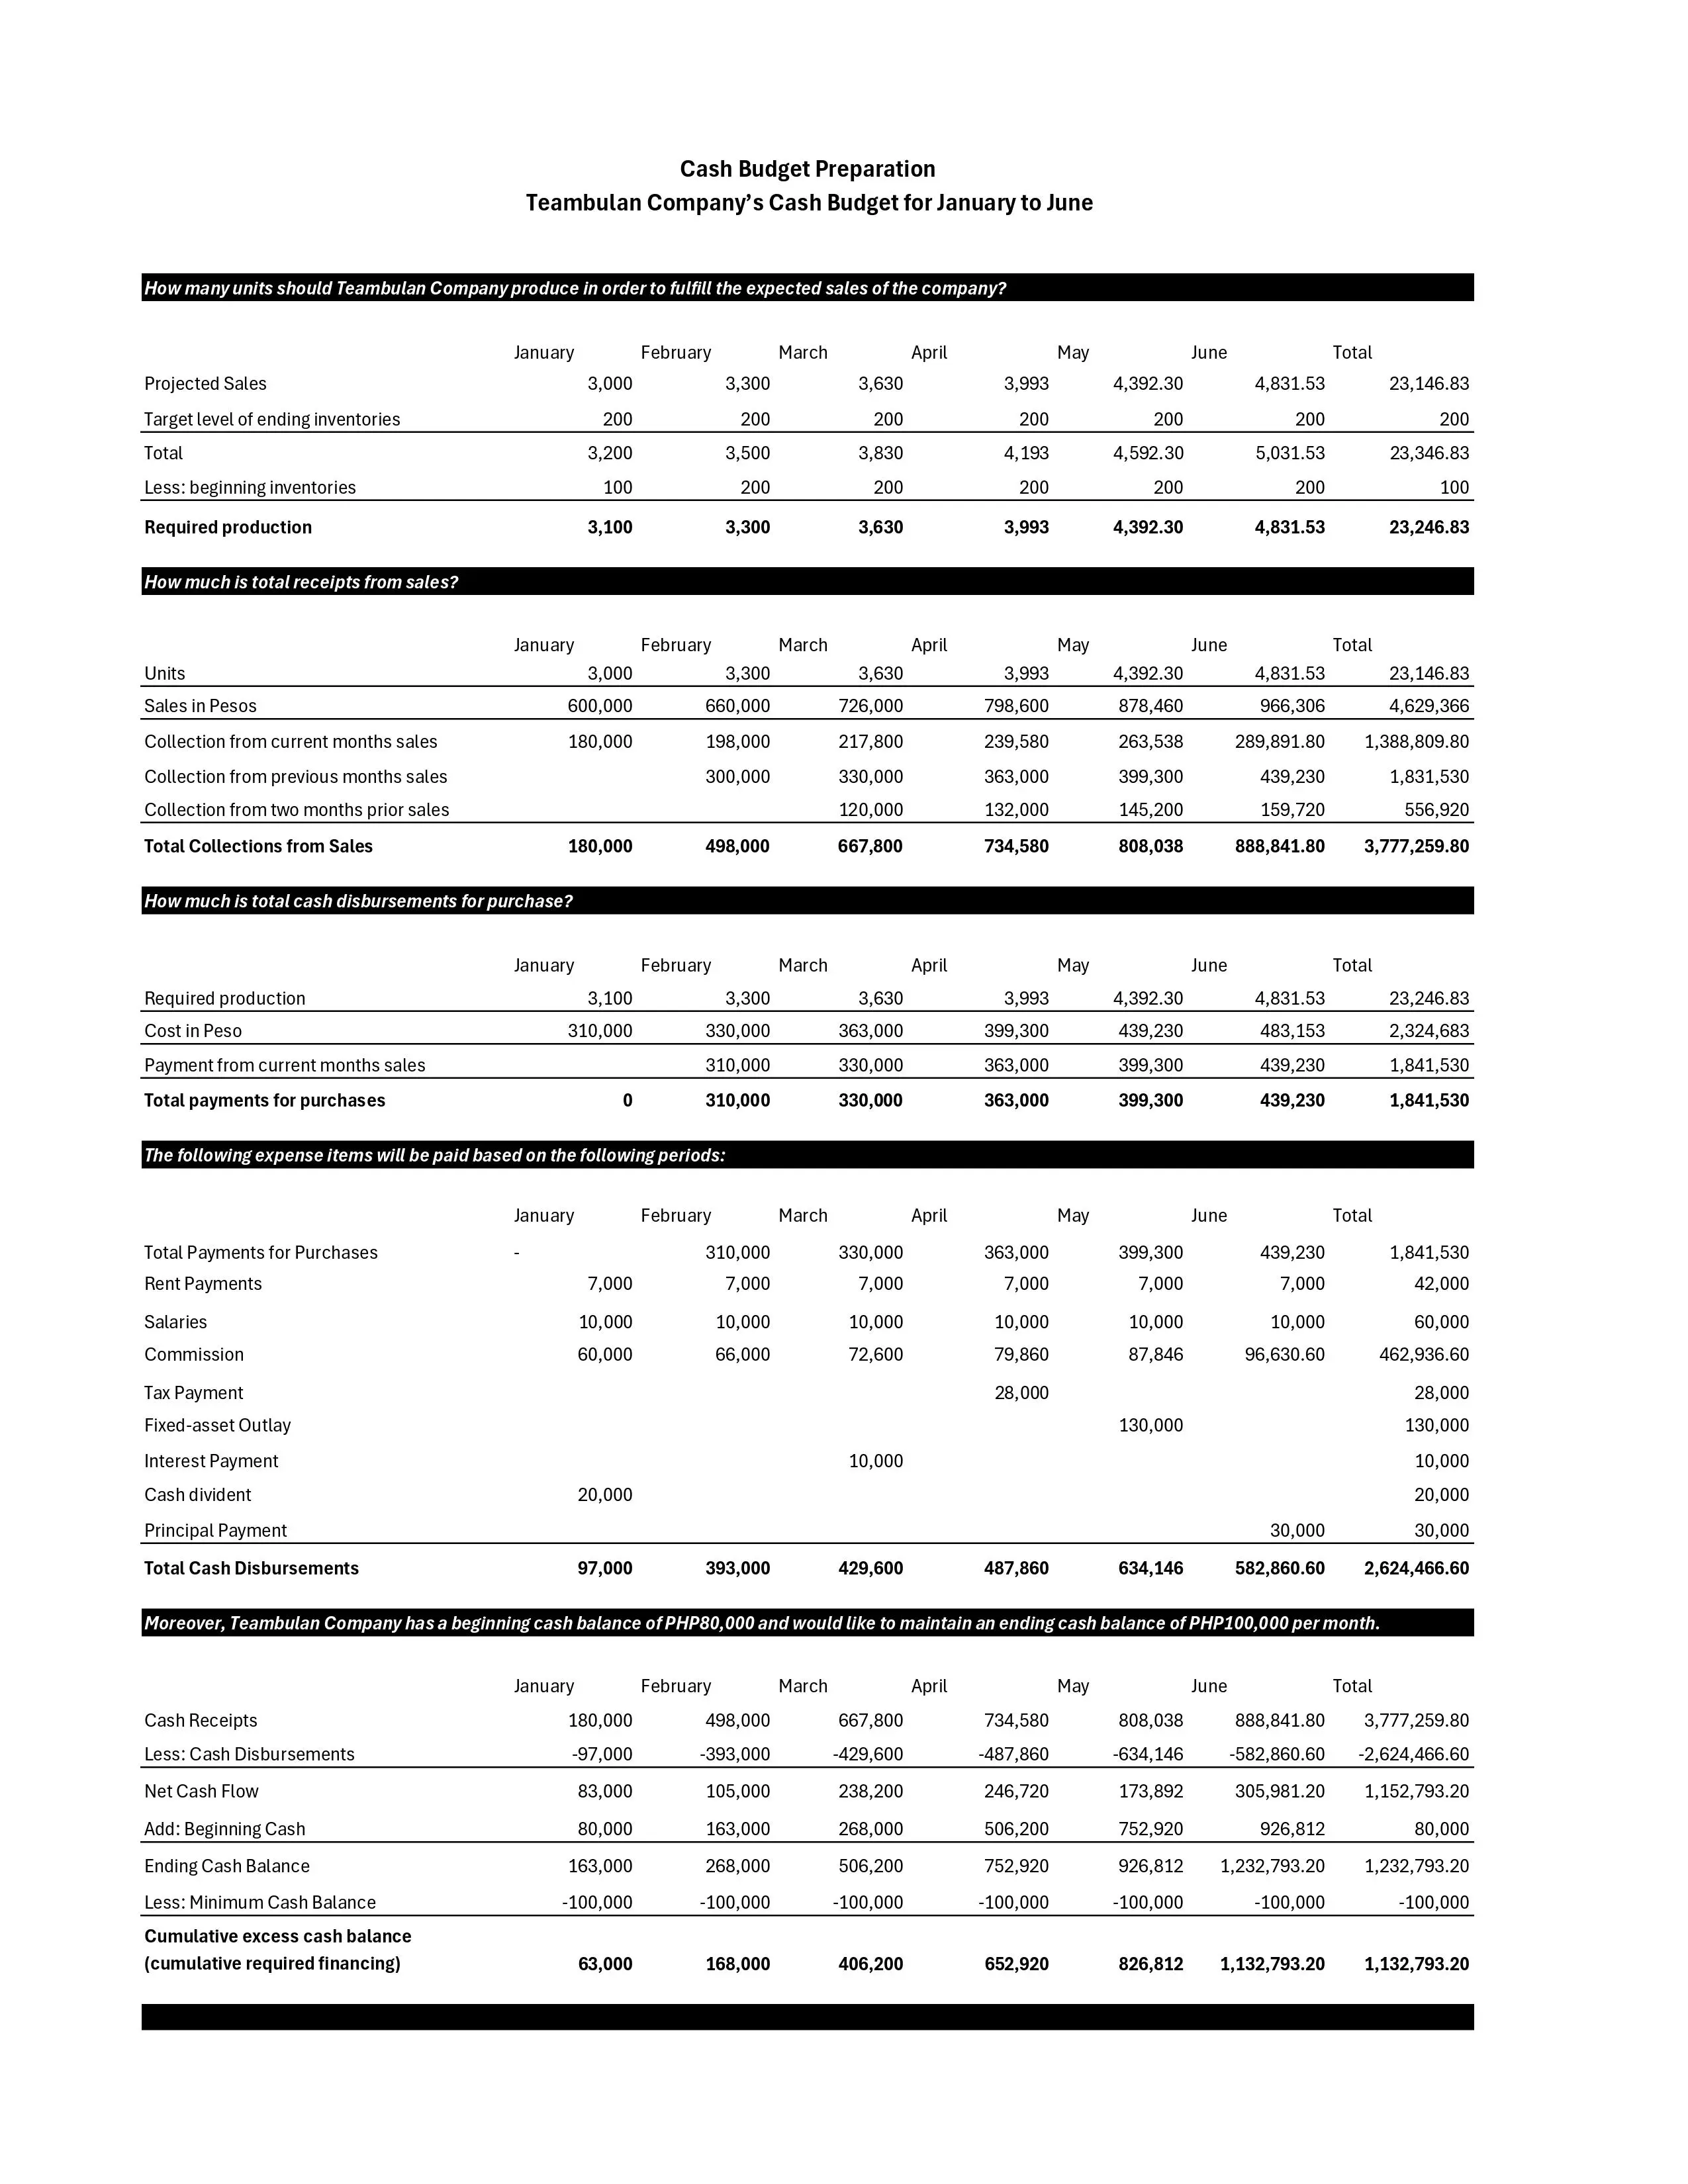 Cash Budget Preparation
Teambulan Company’s Cash Budget for January to June
How many units should Teambulan Company produce in order to fulfill the expected sales of the company?
January February March April May June Total
Projected Sales 3,000 3,300 3,630 3,993 4,392.30 4,831.53 23,146.83
Target level of ending inventories 200 200 200 200 200 200 200
Total 3,200 3,500 3,830 4,193 4,592.30 5,031.53 23,346.83
Less: beginning inventories 100 200 200 200 200 200 100
Required production 3,100 3,300 3,630 3,993 4,392.30 4,831.53 23,246.83
How much is total receipts from sales?
January February March April May June Total
Units 3,000 3,300 3,630 3,993 4,392.30 4,831.53 23,146.83
Sales in Pesos 600,000 660,000 726,000 798,600 878,460 966,306 4,629,366
Collection from current months sales 180,000 198,000 217,800 239,580 263,538 289,891.80 1,388,809.80
Collection from previous months sales 300,000 330,000 363,000 399,300 439,230 1,831,530
Collection from two months prior sales 120,000 132,000 145,200 159,720 556,920
Total Collections from Sales 180,000 498,000 667,800 734,580 808,038 888,841.80 3,777,259.80
How much is total cash disbursements for purchase?
January February March April May June Total
Required production 3,100 3,300 3,630 3,993 4,392.30 4,831.53 23,246.83
Cost in Peso 310,000 330,000 363,000 399,300 439,230 483,153 2,324,683
Payment from current months sales 310,000 330,000 363,000 399,300 439,230 1,841,530
Total payments for purchases 0 310,000 330,000 363,000 399,300 439,230 1,841,530
The following expense items will be paid based on the following periods:
January February March April May June Total
Total Payments for Purchases - 310,000 330,000 363,000 399,300 439,230 1,841,530
Rent Payments 7,000 7,000 7,000 7,000 7,000 7,000 42,000
Salaries 10,000 10,000 10,000 10,000 10,000 10,000 60,000
Commission 60,000 66,000 72,600 79,860 87,846 96,630.60 462,936.60
Tax Payment 28,000 28,000
Fixed-asset Outlay 130,000 130,000
Interest Payment 10,000 10,000
Cash divident 20,000 20,000
Principal Payment 30,000 30,000
Total Cash Disbursements 97,000 393,000 429,600 487,860 634,146 582,860.60 2,624,466.60
Moreover, Teambulan Company has a beginning cash balance of PHP80,000 and would like to maintain an ending cash balance of PHP100,000 per month.
January February March April May June Total
Cash Receipts 180,000 498,000 667,800 734,580 808,038 888,841.80 3,777,259.80
Less: Cash Disbursements -97,000 -393,000 -429,600 -487,860 -634,146 -582,860.60 -2,624,466.60
Net Cash Flow 83,000 105,000 238,200 246,720 173,892 305,981.20 1,152,793.20
Add: Beginning Cash 80,000 163,000 268,000 506,200 752,920 926,812 80,000
Ending Cash Balance 163,000 268,000 506,200 752,920 926,812 1,232,793.20 1,232,793.20
Less: Minimum Cash Balance -100,000 -100,000 -100,000 -100,000 -100,000 -100,000 -100,000
Cumulative excess cash balance
(cumulative required financing) 63,000 168,000 406,200 652,920 826,812 1,132,793.20 1,132,793.20